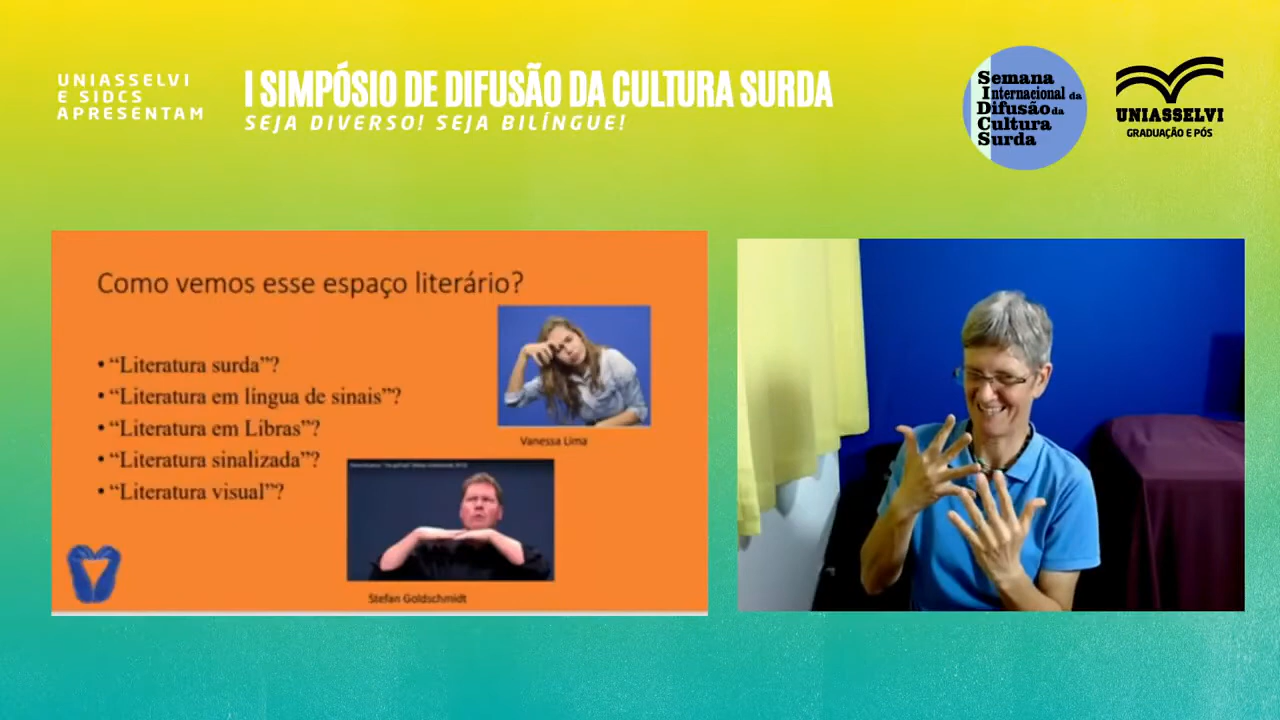 UNIASSELVI
E SIDCS
APRESENTAM
I SIMPÓSIO DE DIFUSÃO DA CULTURA SURDA
SEJA DIVERSO! SEJA BILÍNGUE!
Semana
Internacional da
Difusão da
Cultura
Surda
UNIASSELVI
GRADUAÇÃO E PÓS
Como vemos esse espaço literário?
• “Literatura surda”?
• “Literatura em língua de sinais”?
• “Literatura em Libras”?
• “Literatura sinalizada”?
• “Literatura visual”?
Vanessa Lima
Stefan Goldschmidt